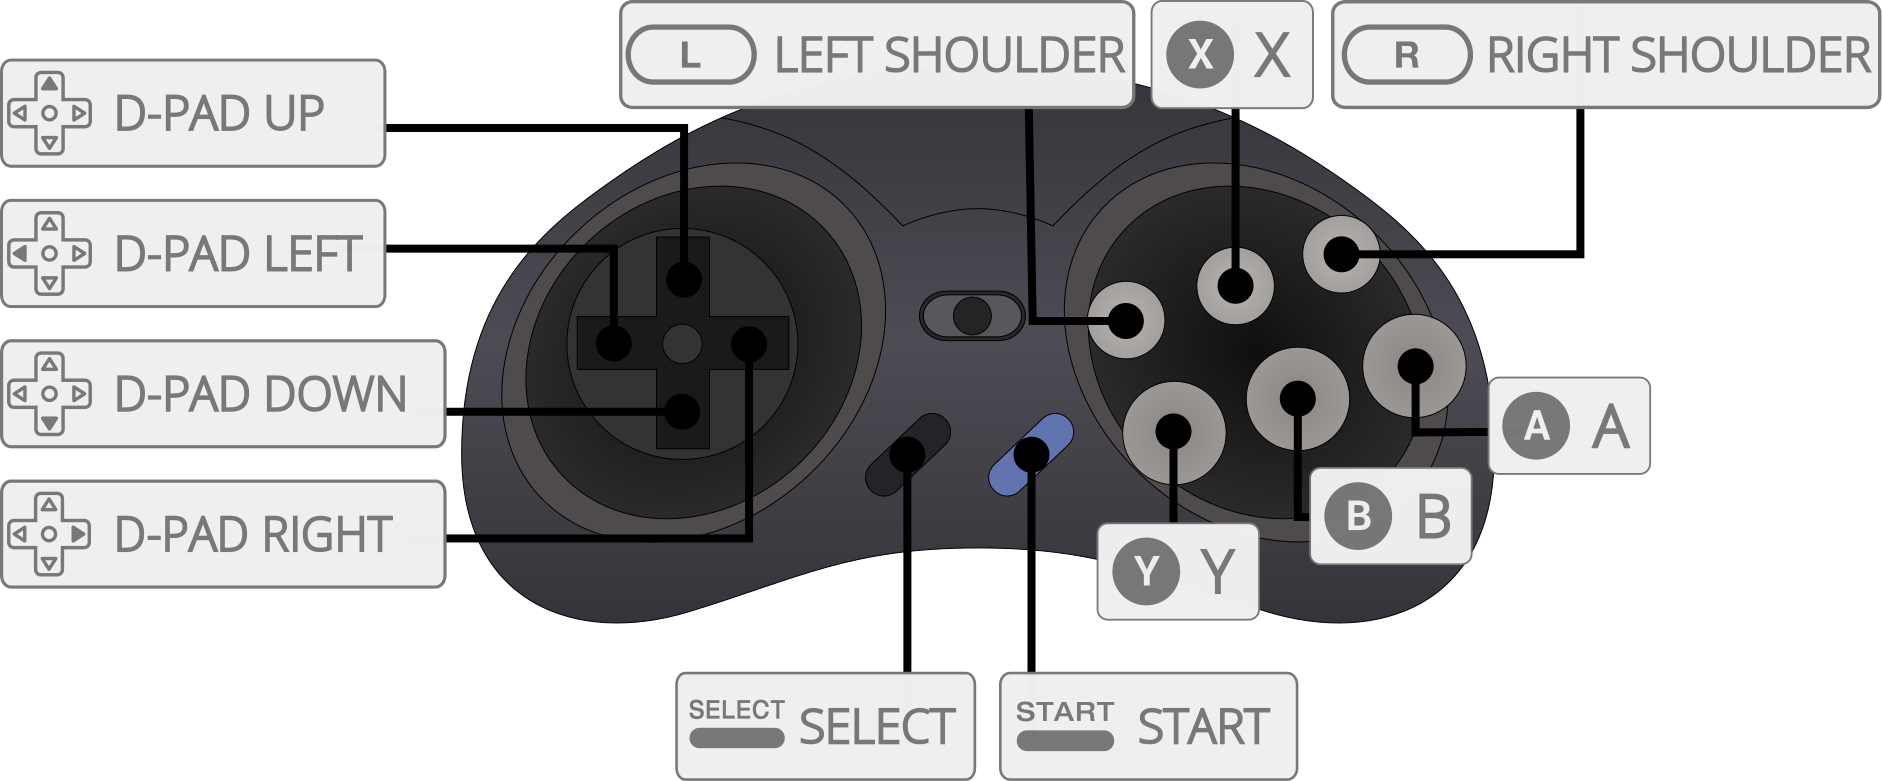 L LEFT SHOULDER
X X
R RIGHT SHOULDER
D-PAD UP
D-PAD LEFT
D-PAD DOWN
D-PAD RIGHT
A A
B B
Y Y
SELECT SELECT
START START